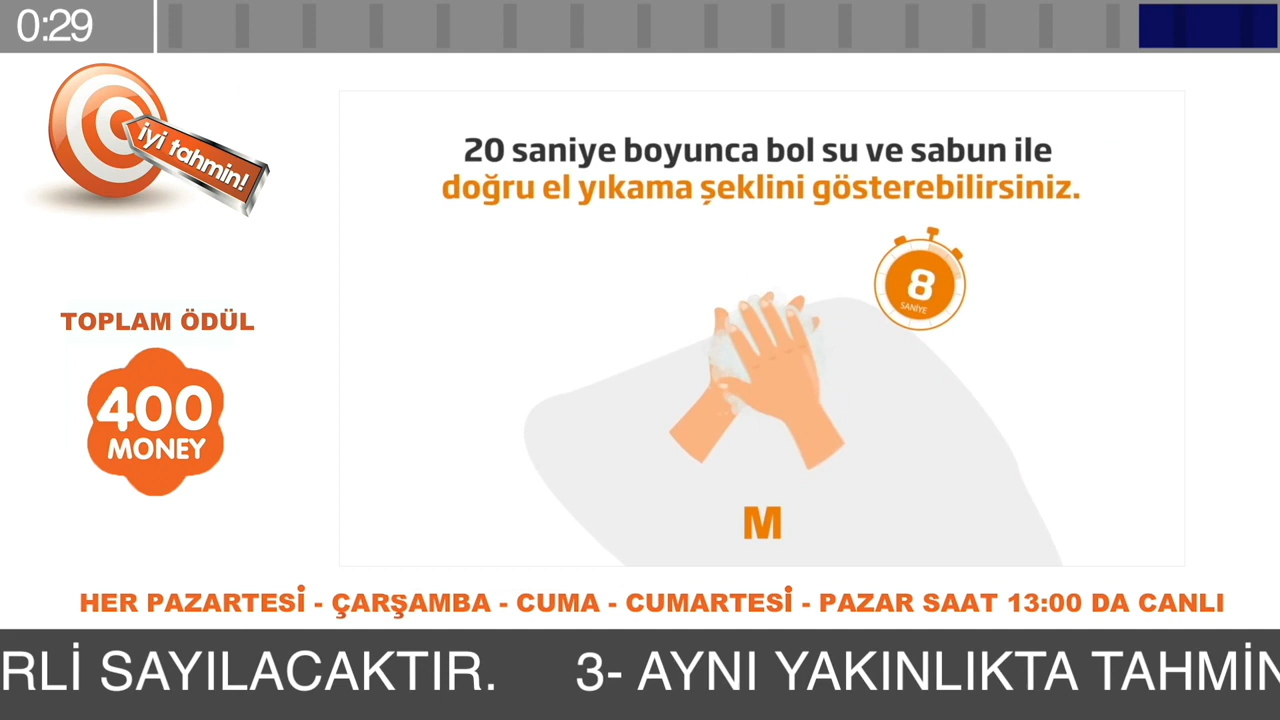 0:29
iyi tahmin!
20 saniye boyunca bol su ve sabun ile
doğru el yıkama şeklini gösterebilirsiniz.
8
SANİYE
TOPLAM ÖDÜL
400
MONEY
M
HER PAZARTESİ - ÇARŞAMBA - CUMA - CUMARTESİ - PAZAR SAAT 13:00 DA CANLI
RLİ SAYILACAKTIR. 3- AYNI YAKINLIKTA TAHMİN